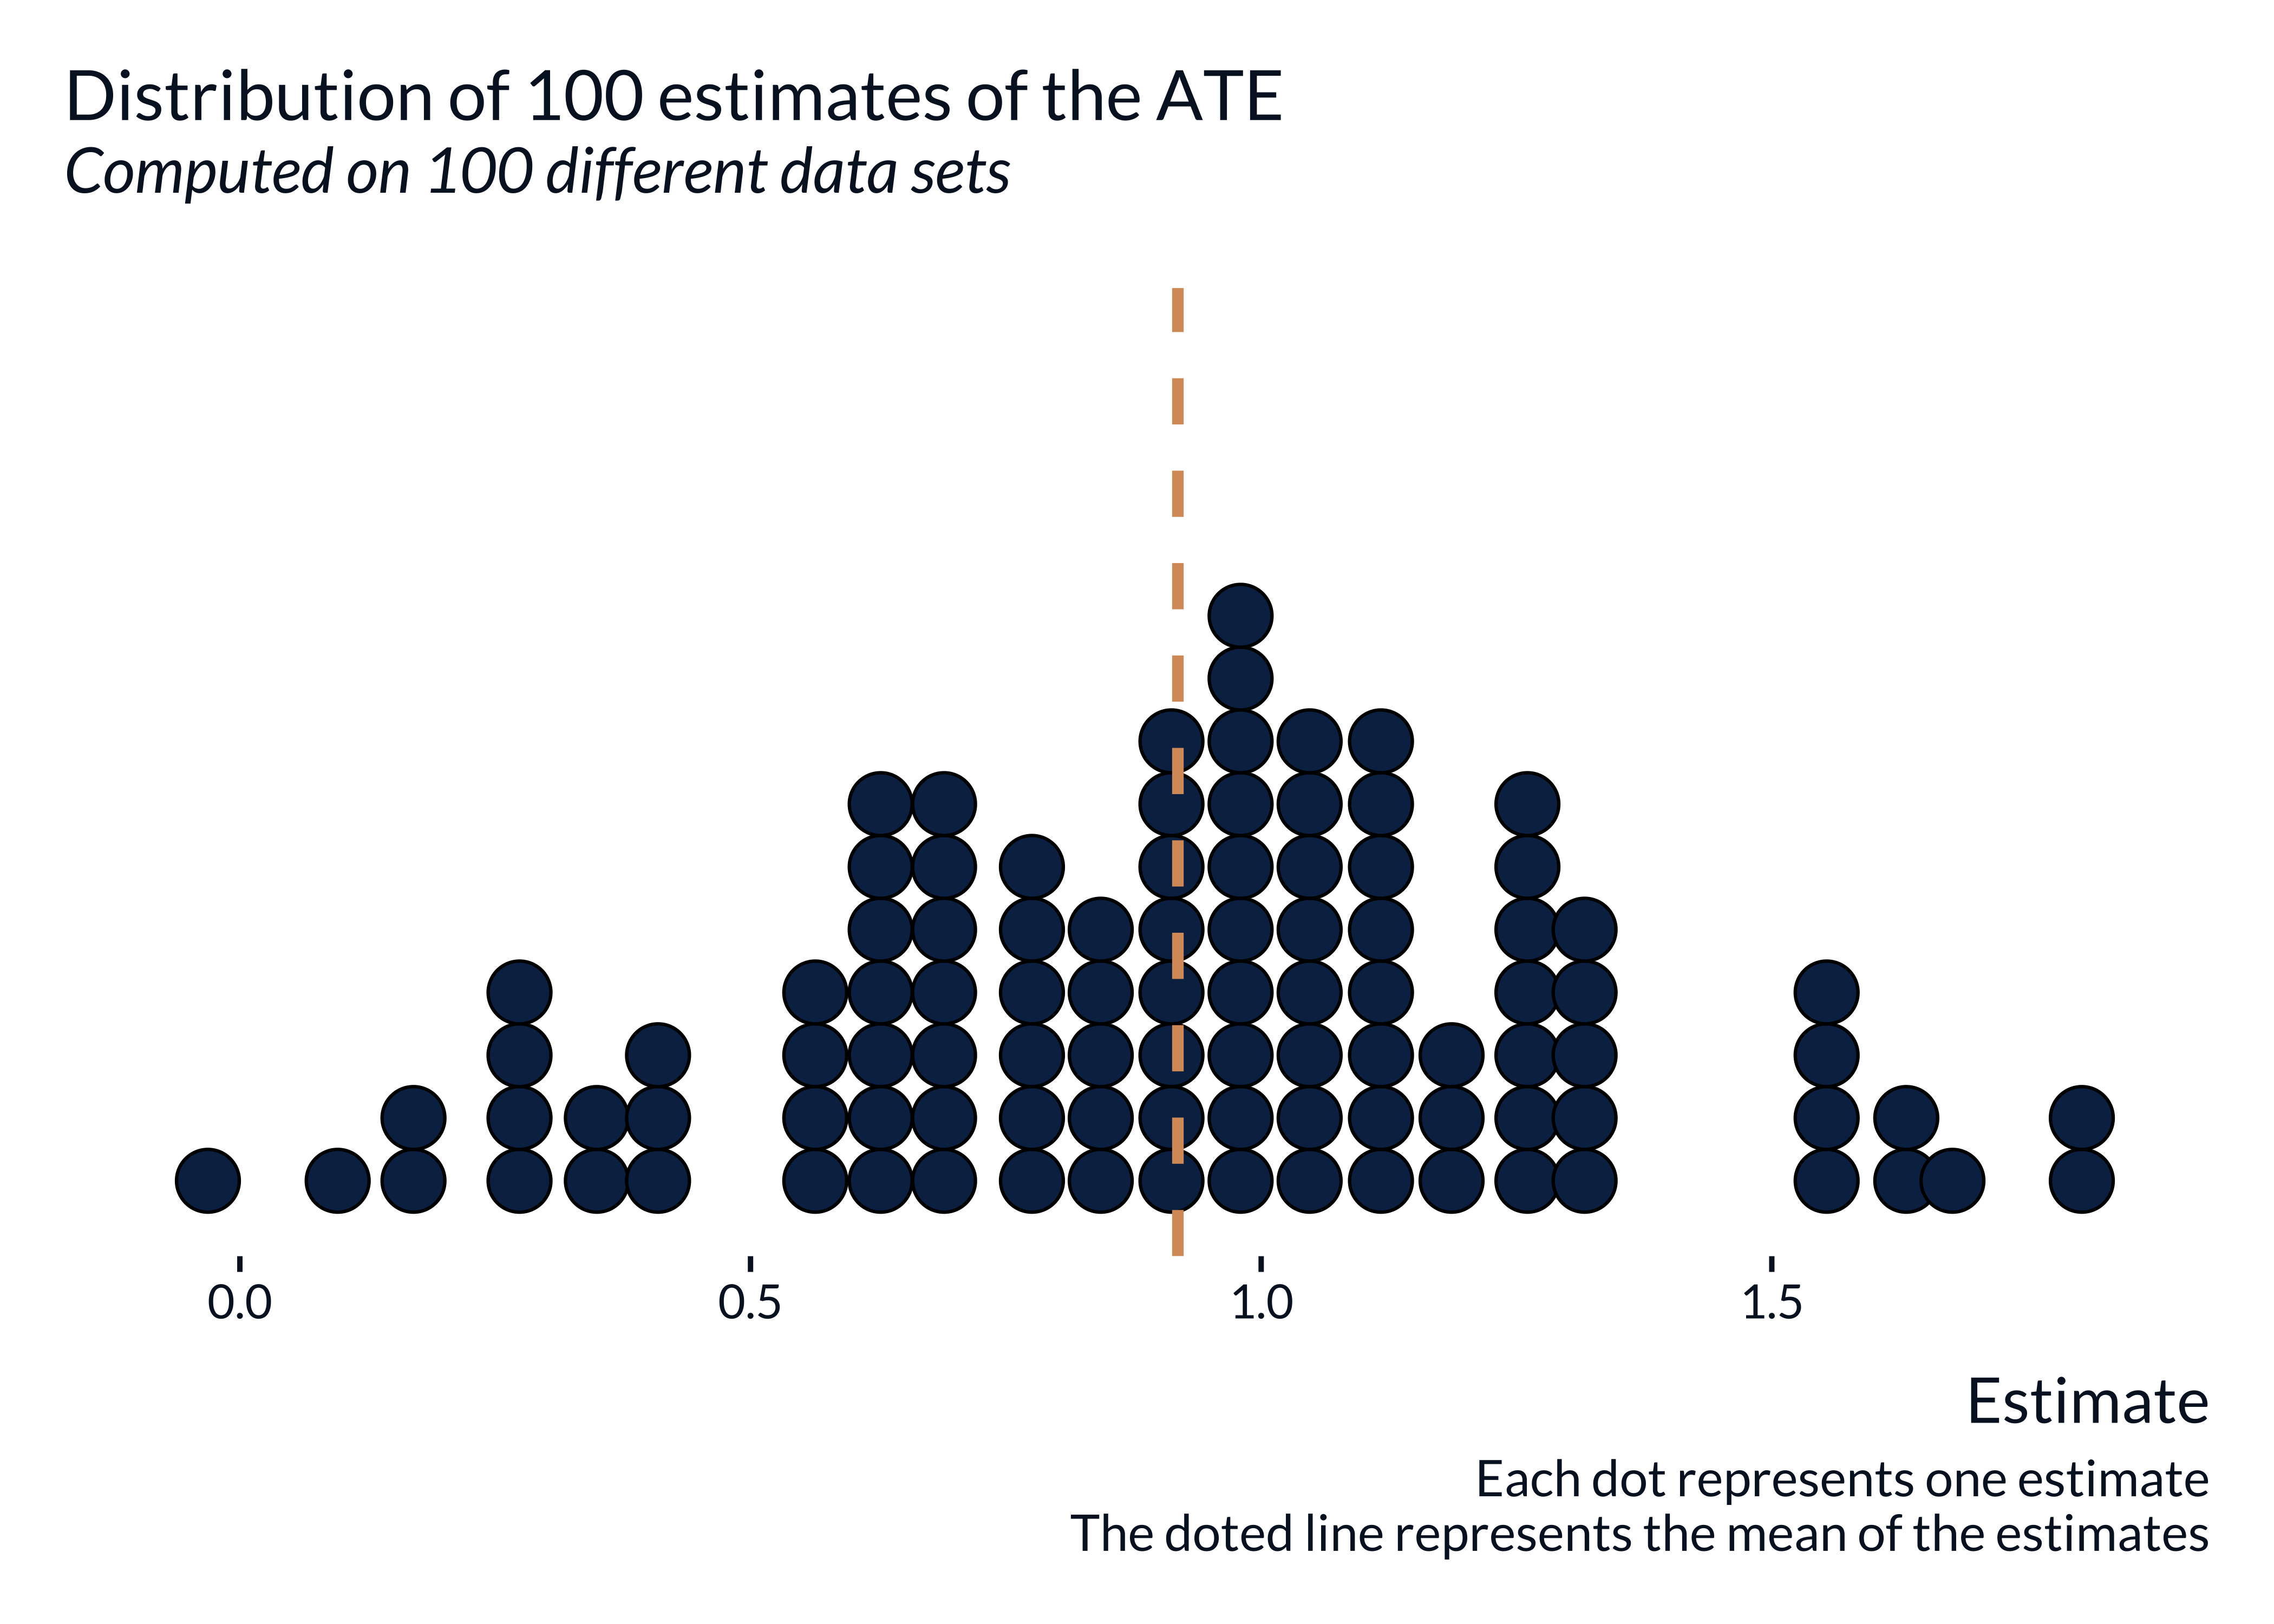 Distribution of 100 estimates of the ATE
Computed on 100 different data sets
0.0 0.5 1.0 1.5
Estimate
Each dot represents one estimate
The doted line represents the mean of the estimates